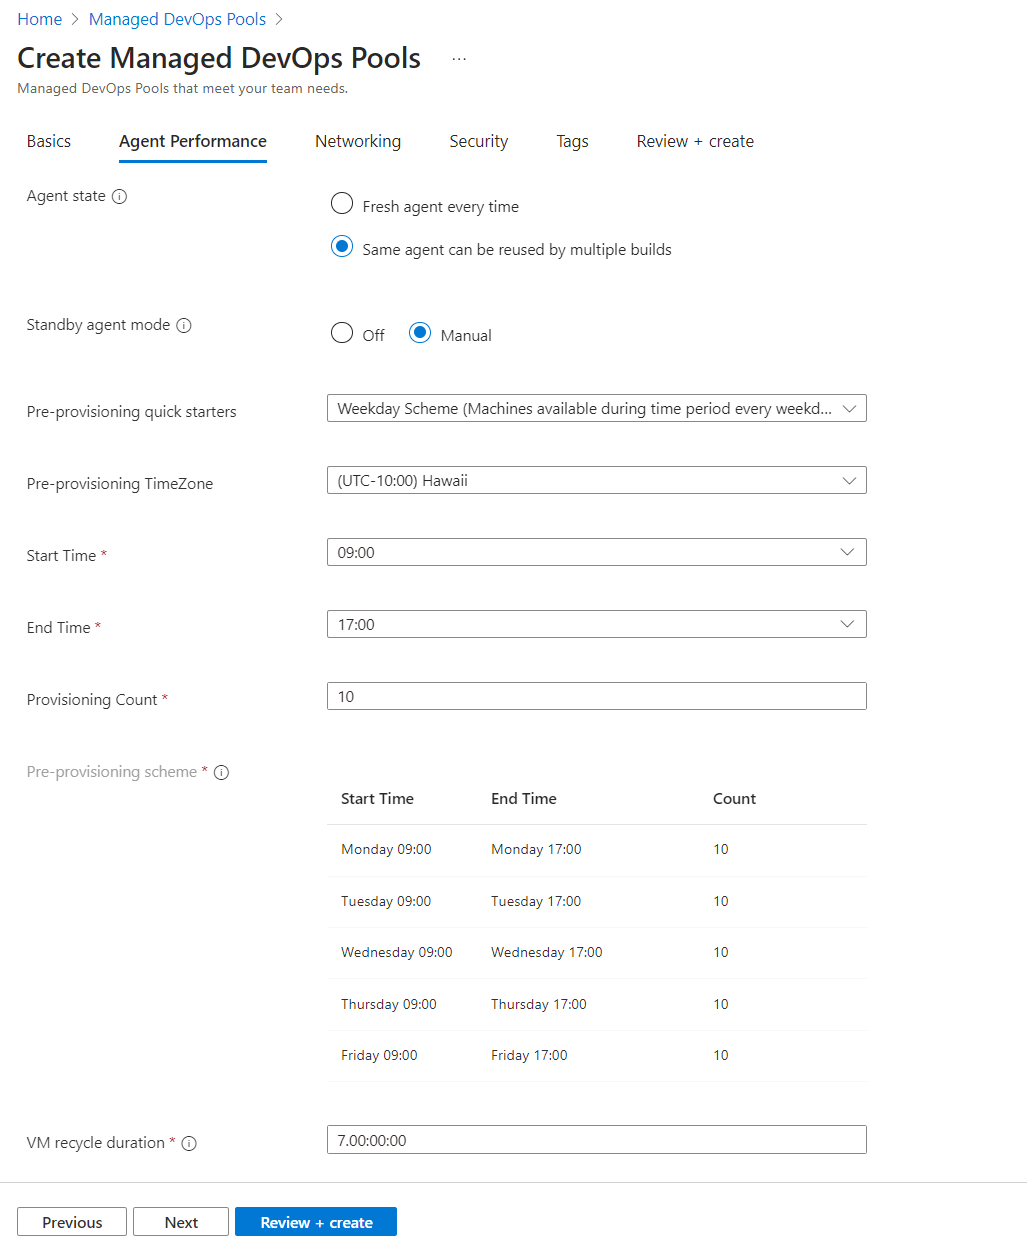 Home > Managed DevOps Pools >
Create Managed DevOps Pools ...
Managed DevOps Pools that meet your team needs.
Basics Agent Performance Networking Security Tags Review + create
Agent state
Fresh agent every time
Same agent can be reused by multiple builds
Standby agent mode
Off Manual
Pre-provisioning quick starters
Weekday Scheme (Machines available during time period every weekd...
Pre-provisioning TimeZone
(UTC-10:00) Hawaii
Start Time *
09:00
End Time *
17:00
Provisioning Count *
10
Pre-provisioning scheme *
Start Time End Time Count
Monday 09:00 Monday 17:00 10
Tuesday 09:00 Tuesday 17:00 10
Wednesday 09:00 Wednesday 17:00 10
Thursday 09:00 Thursday 17:00 10
Friday 09:00 Friday 17:00 10
VM recycle duration *
7.00:00:00
Previous Next Review + create